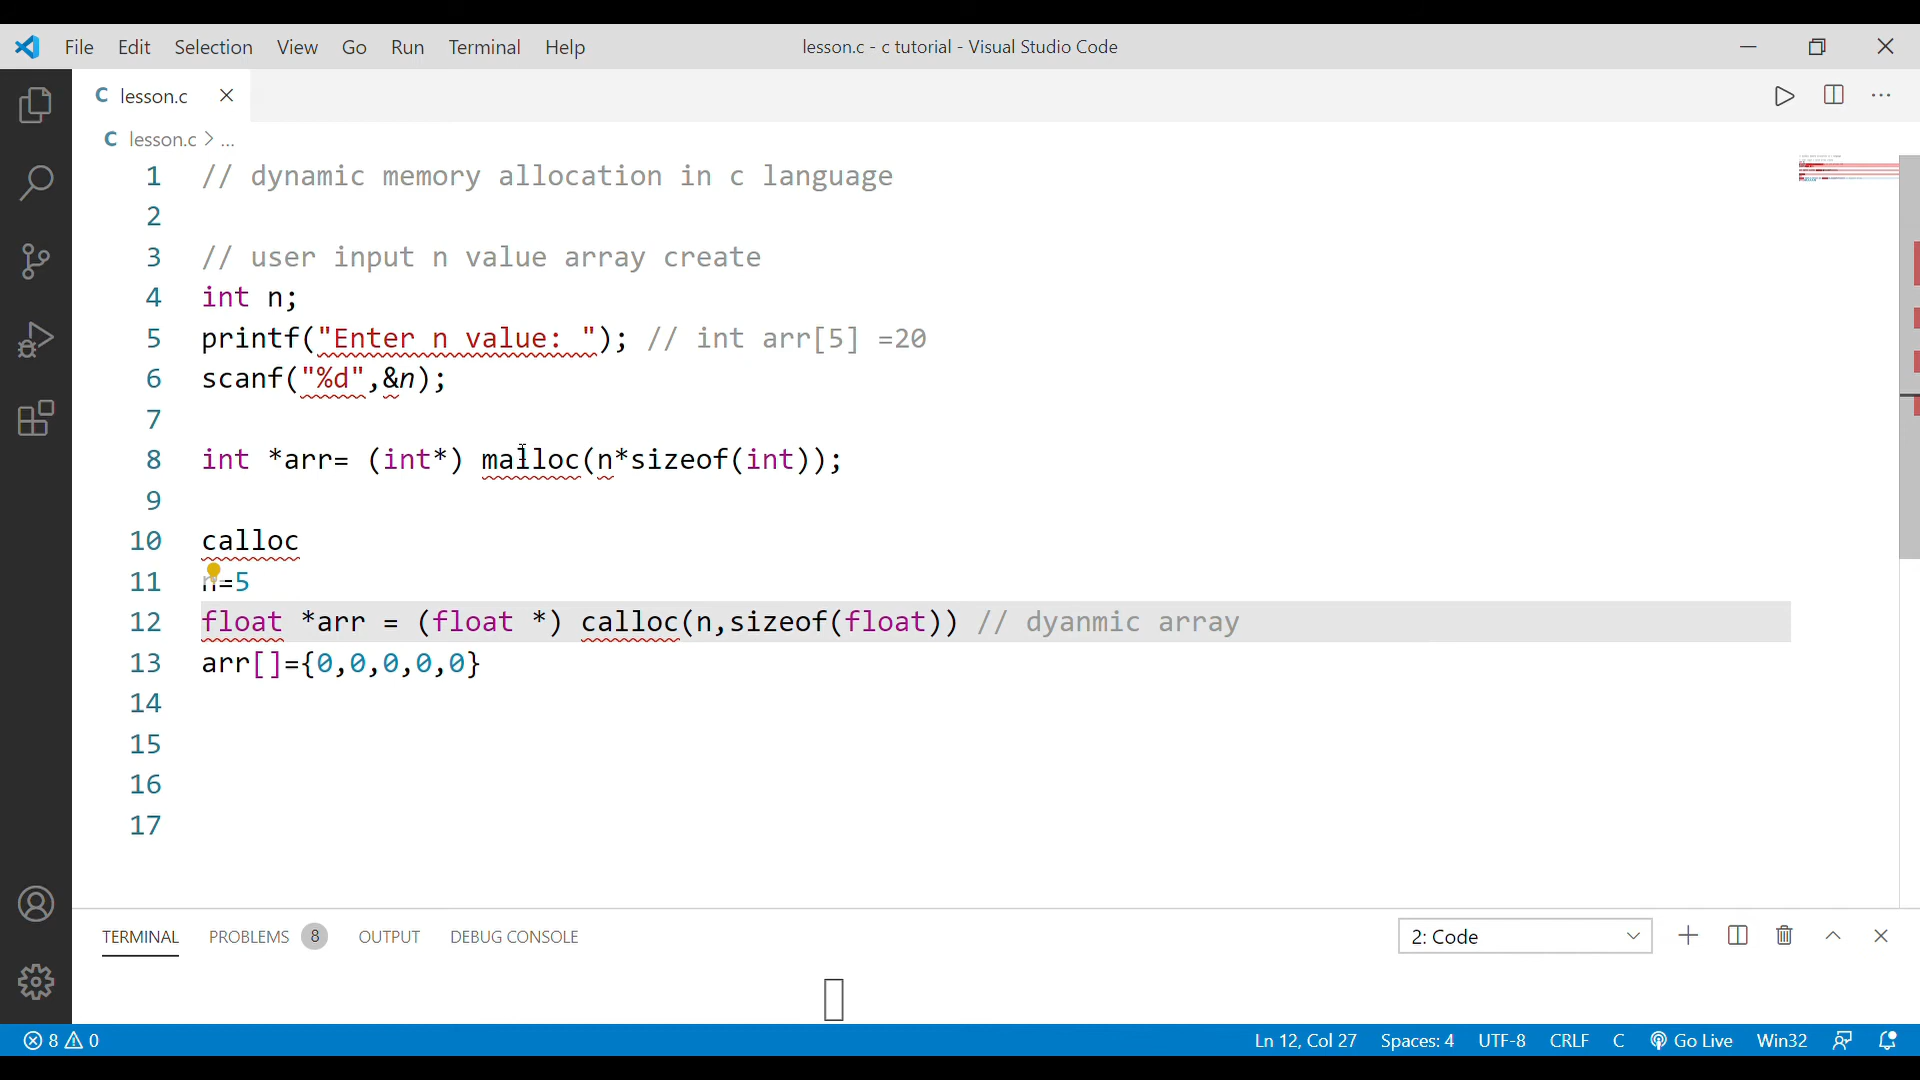 File Edit Selection View Go Run Terminal Help lesson.c - c tutorial - Visual Studio Code
C lesson.c
C lesson.c > ...
1 // dynamic memory allocation in c language
2
3 // user input n value array create
4 int n;
5 printf("Enter n value: "); // int arr[5] =20
6 scanf("%d",&n);
7
8 int *arr= (int*) malloc(n*sizeof(int));
9
10 calloc
11 n=5
12 float *arr = (float *) calloc(n,sizeof(float)) // dyanmic array
13 arr[]={0,0,0,0,0}
14
15
16
17
TERMINAL PROBLEMS 8 OUTPUT DEBUG CONSOLE 2: Code
8 0 Ln 12, Col 27 Spaces: 4 UTF-8 CRLF C Go Live Win32